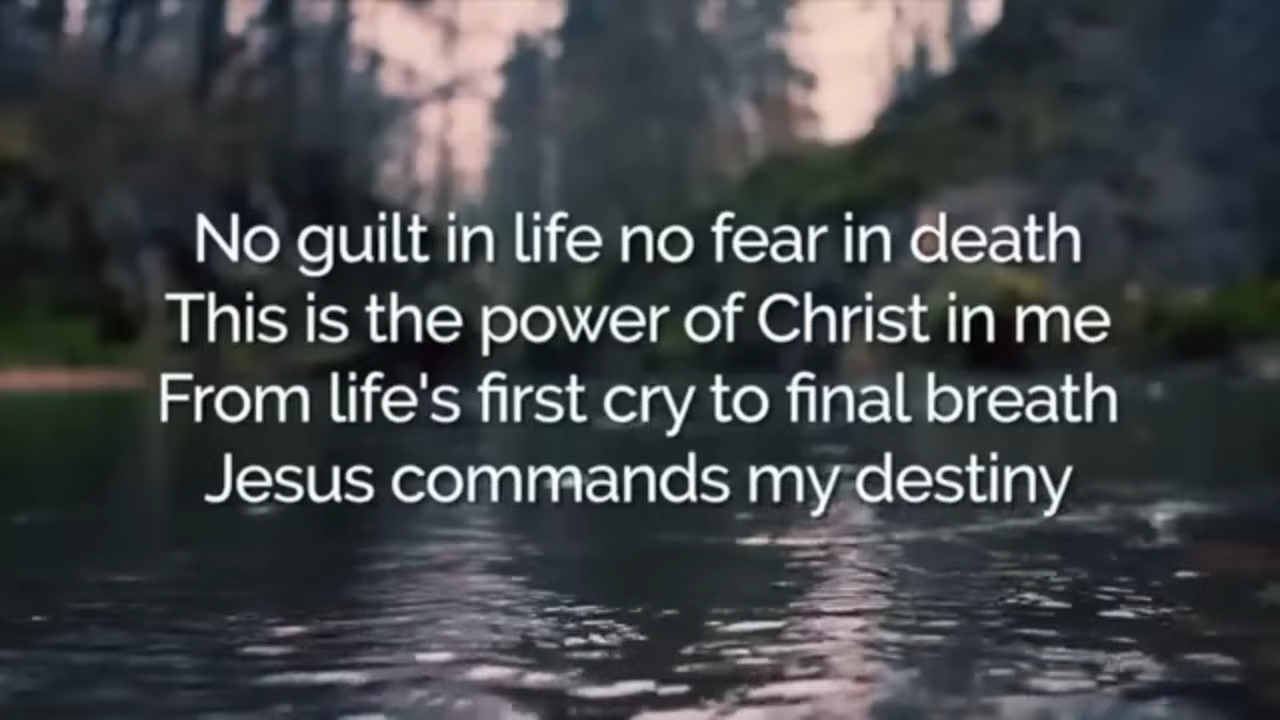 No guilt in life no fear in death
This is the power of Christ in me
From life's first cry to final breath
Jesus commands my destiny